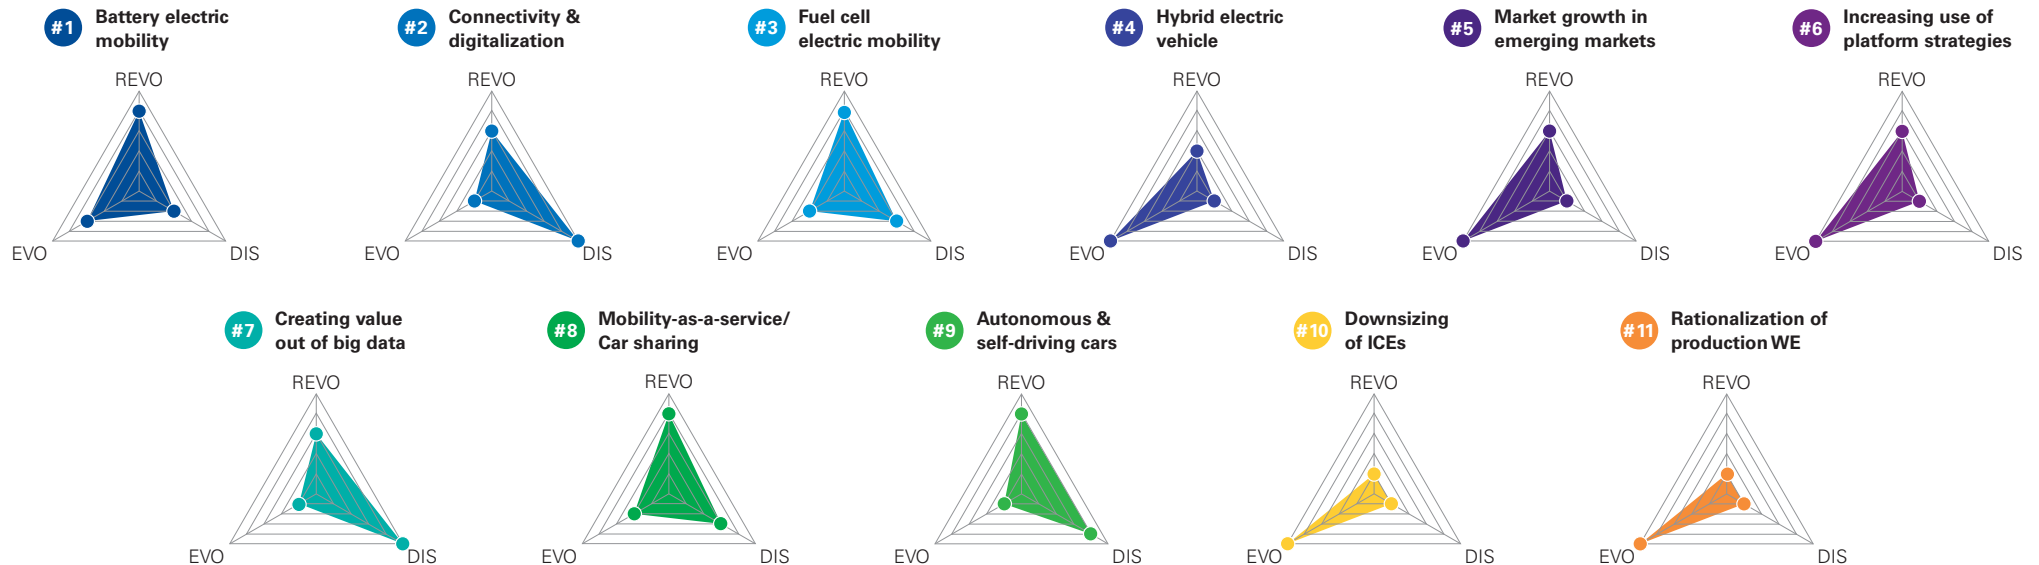 #1 Battery electric
mobility
REVO
EVO
DIS
#2 Connectivity &
digitalization
REVO
EVO
DIS
#3 Fuel cell
electric mobility
REVO
EVO
DIS
#4 Hybrid electric
vehicle
REVO
EVO
DIS
#5 Market growth in
emerging markets
REVO
EVO
DIS
#6 Increasing use of
platform strategies
REVO
EVO
DIS
#7 Creating value
out of big data
REVO
EVO
DIS
#8 Mobility-as-a-service/
Car sharing
REVO
EVO
DIS
#9 Autonomous &
self-driving cars
REVO
EVO
DIS
#10 Downsizing
of ICEs
REVO
EVO
DIS
#11 Rationalization of
production WE
REVO
EVO
DIS